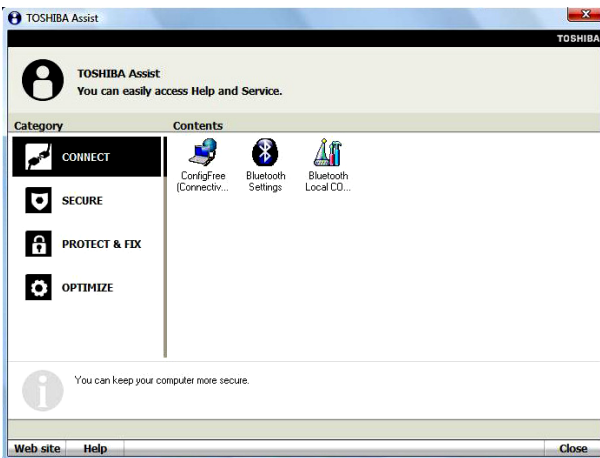 TOSHIBA Assist
TOSHIBA
TOSHIBA Assist
You can easily access Help and Service.
Category
Contents
CONNECT
SECURE
PROTECT & FIX
OPTIMIZE
ConfigFree
(Connectiv...
Bluetooth
Settings
Bluetooth
Local CO...
You can keep your computer more secure.
Web site
Help
Close